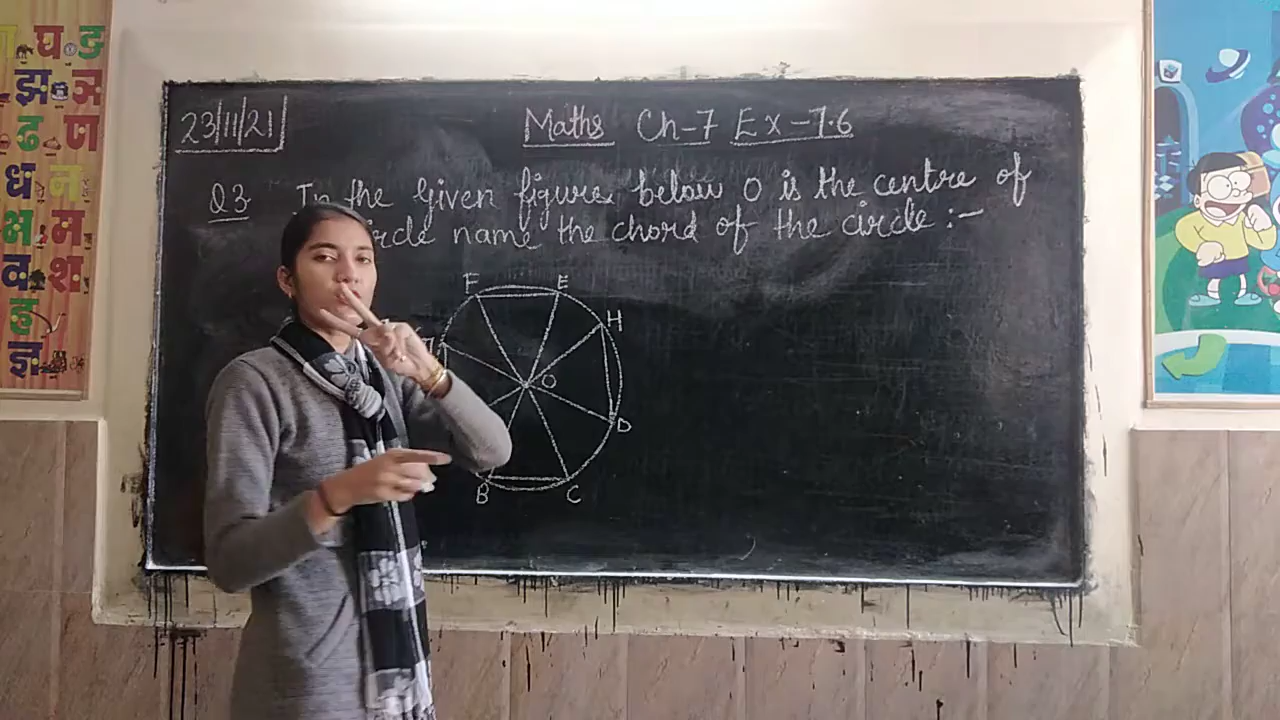 23/11/21
Maths Ch-7 Ex-7.6
Q3 In the given figure below O is the centre of
circle name the chord of the circle :-
F E
H
O
D
B C
घ ङ
झ ञ
ढ ण
ध न
क्ष म
व श
ह
ज्ञ